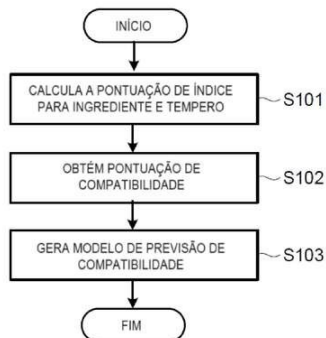 INÍCIO
CALCULA A PONTUAÇÃO DE ÍNDICE
PARA INGREDIENTE E TEMPERO
S101
OBTÉM PONTUAÇÃO DE
COMPATIBILIDADE
S102
GERA MODELO DE PREVISÃO DE
COMPATIBILIDADE
S103
FIM